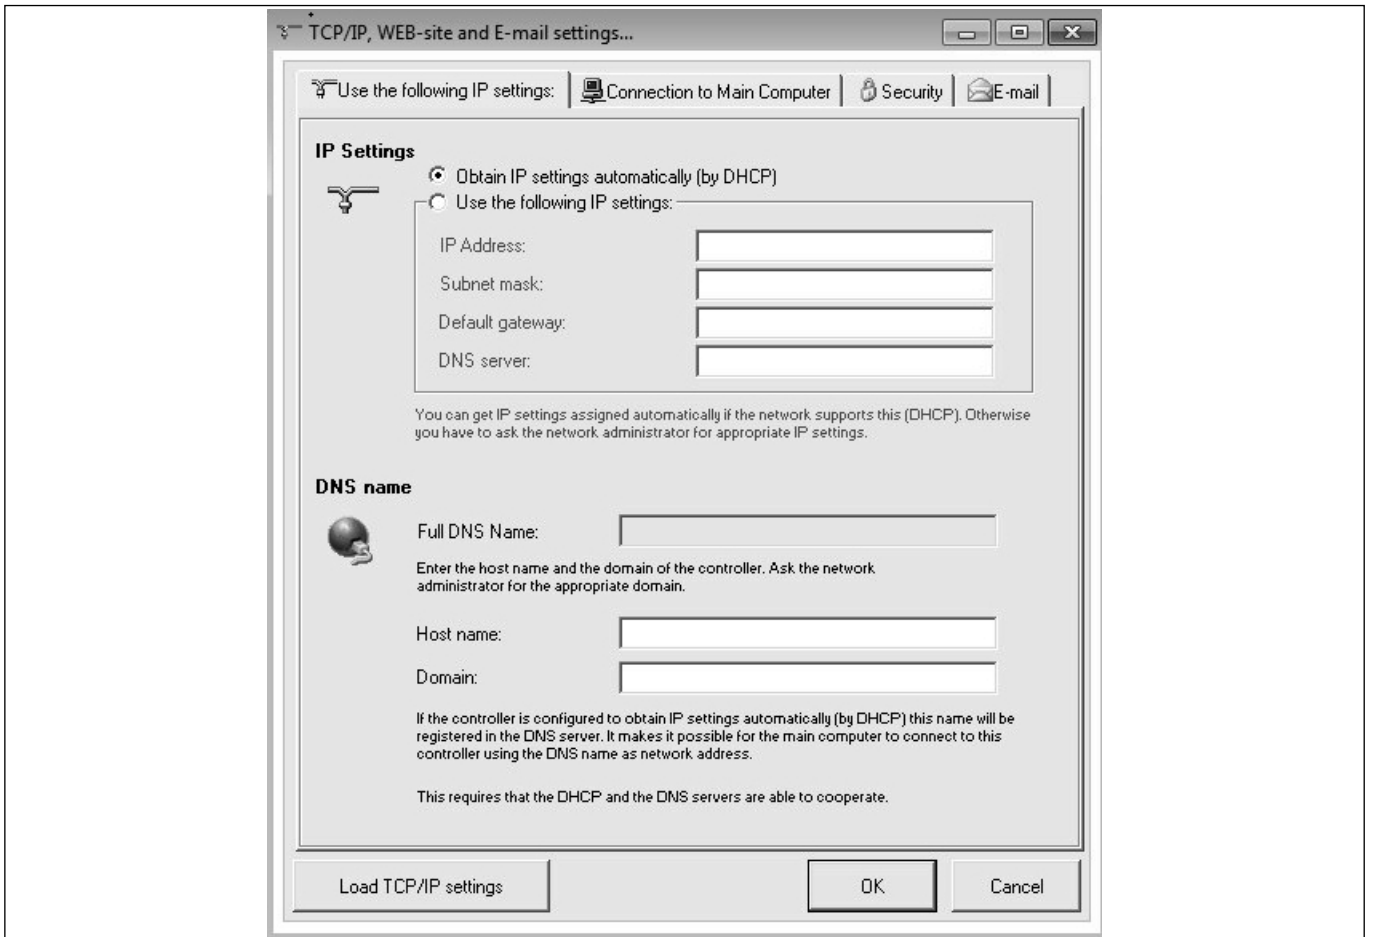 TCP/IP, WEB-site and E-mail settings...
Use the following IP settings:
Connection to Main Computer
Security
E-mail
IP Settings
Obtain IP settings automatically (by DHCP)
Use the following IP settings:
IP Address:
Subnet mask:
Default gateway:
DNS server:
You can get IP settings assigned automatically if the network supports this (DHCP). Otherwise
you have to ask the network administrator for appropriate IP settings.
DNS name
Full DNS Name:
Enter the host name and the domain of the controller. Ask the network
administrator for the appropriate domain.
Host name:
Domain:
If the controller is configured to obtain IP settings automatically (by DHCP) this name will be
registered in the DNS server. It makes it possible for the main computer to connect to this
controller using the DNS name as network address.
This requires that the DHCP and the DNS servers are able to cooperate.
Load TCP/IP settings
OK
Cancel